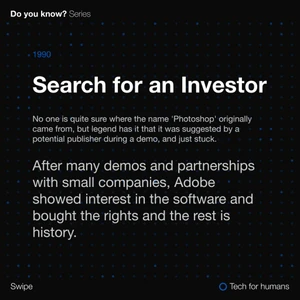 Do you know? Series
- 1990
Search for an Investor
No one is quite sure where the name 'Photoshop' originally
came from, but legend has it that it was suggested by a
potential publisher during a demo, and just stuck.
After many demos and partnerships
with small companies, Adobe
showed interest in the software and
bought the rights and the rest is
history.
Swipe
Tech for humans